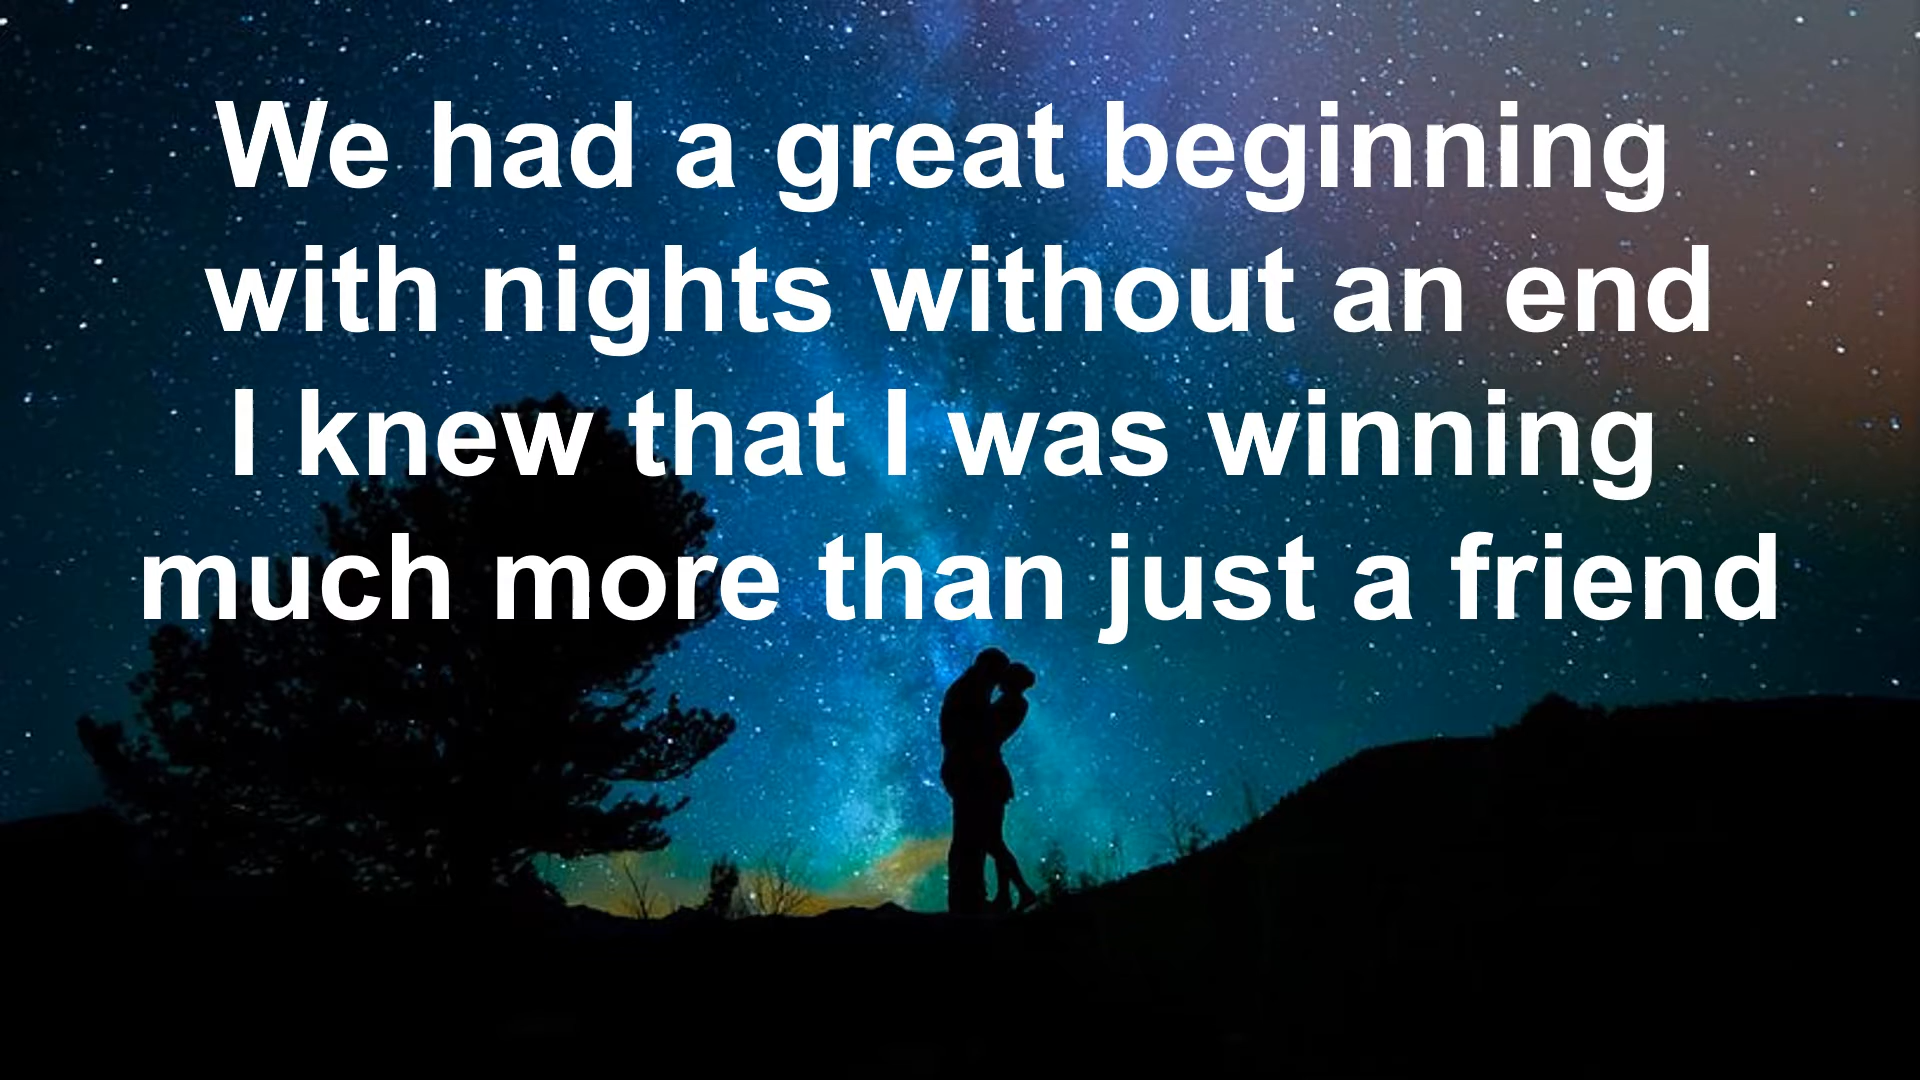 We had a great beginning
with nights without an end
I knew that I was winning
much more than just a friend